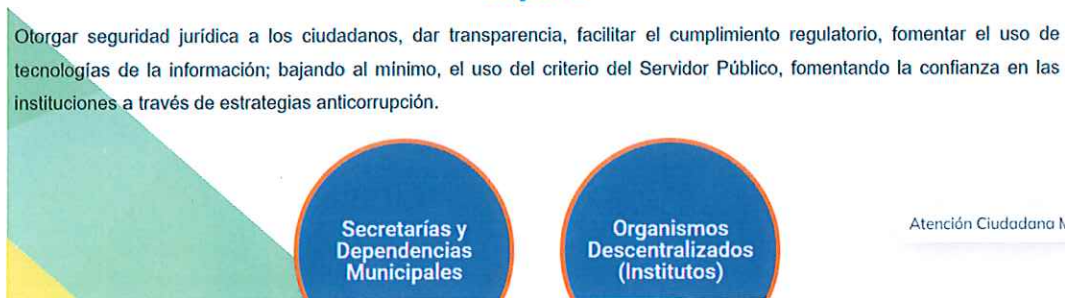 Otorgar seguridad jurídica a los ciudadanos, dar transparencia, facilitar el cumplimiento regulatorio, fomentar el uso de
tecnologías de la información; bajando al mínimo, el uso del criterio del Servidor Público, fomentando la confianza en las
instituciones a través de estrategias anticorrupción.
Secretarías y
Dependencias
Municipales
Organismos
Descentralizados
(Institutos)
Atención Ciudadana